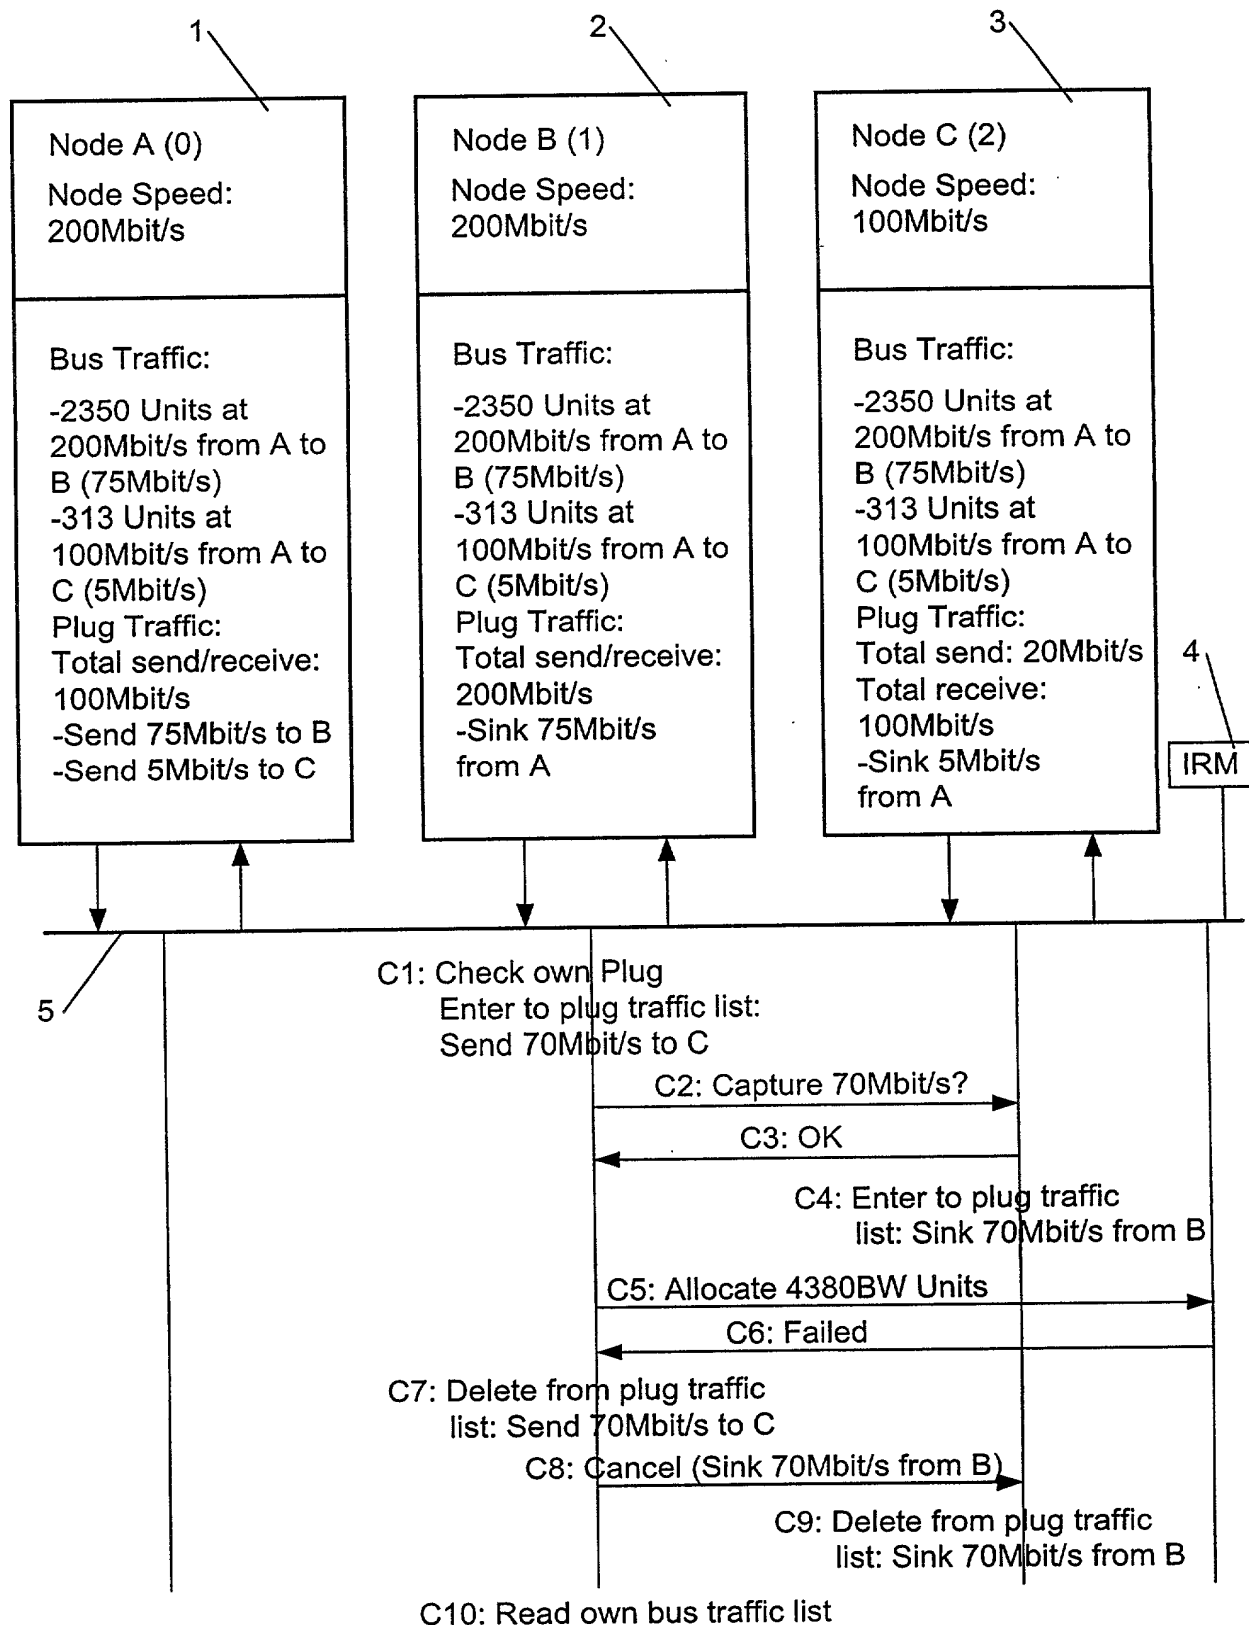 1
2
3
Node A (0)
Node Speed:
200Mbit/s
Bus Traffic:
-2350 Units at
200Mbit/s from A to
B (75Mbit/s)
-313 Units at
100Mbit/s from A to
C (5Mbit/s)
Plug Traffic:
Total send/receive:
100Mbit/s
-Send 75Mbit/s to B
-Send 5Mbit/s to C
Node B (1)
Node Speed:
200Mbit/s
Bus Traffic:
-2350 Units at
200Mbit/s from A to
B (75Mbit/s)
-313 Units at
100Mbit/s from A to
C (5Mbit/s)
Plug Traffic:
Total send/receive:
200Mbit/s
-Sink 75Mbit/s
from A
Node C (2)
Node Speed:
100Mbit/s
Bus Traffic:
-2350 Units at
200Mbit/s from A to
B (75Mbit/s)
-313 Units at
100Mbit/s from A to
C (5Mbit/s)
Plug Traffic:
Total send: 20Mbit/s
Total receive:
100Mbit/s
-Sink 5Mbit/s
from A
4
IRM
5
C1: Check own Plug
Enter to plug traffic list:
Send 70Mbit/s to C
C2: Capture 70Mbit/s?
C3: OK
C4: Enter to plug traffic
list: Sink 70Mbit/s from B
C5: Allocate 4380BW Units
C6: Failed
C7: Delete from plug traffic
list: Send 70Mbit/s to C
C8: Cancel (Sink 70Mbit/s from B)
C9: Delete from plug traffic
list: Sink 70Mbit/s from B
C10: Read own bus traffic list